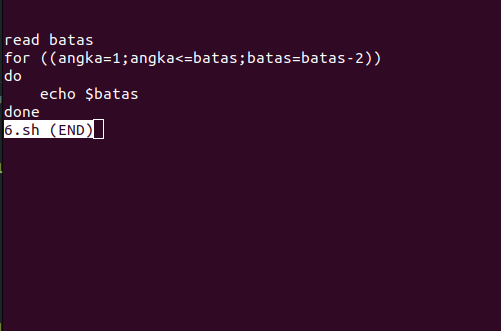 read batas
for ((angka=1;angka<=batas;batas=batas-2))
do
    echo $batas
done
6.sh (END)